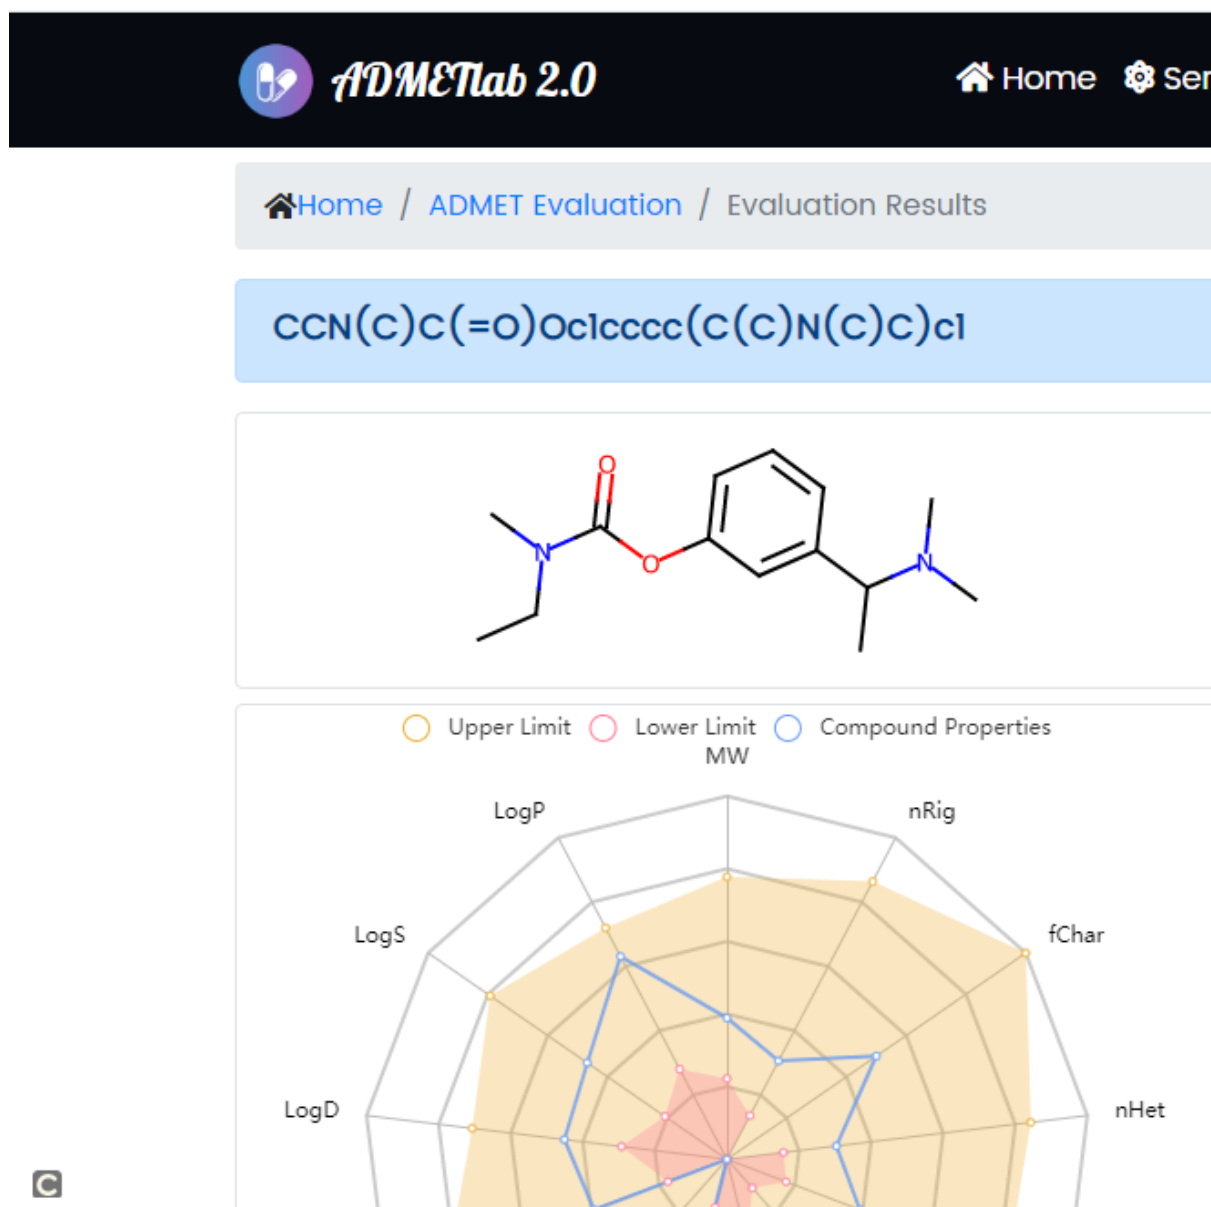 ADMETlab 2.0
Home Ser
Home / ADMET Evaluation / Evaluation Results
CCN(C)C(=O)Oc1cccc(C(C)N(C)C)c1
O
N
O
N
Upper Limit Lower Limit Compound Properties
MW
LogP nRig
LogS fChar
LogD nHet
C